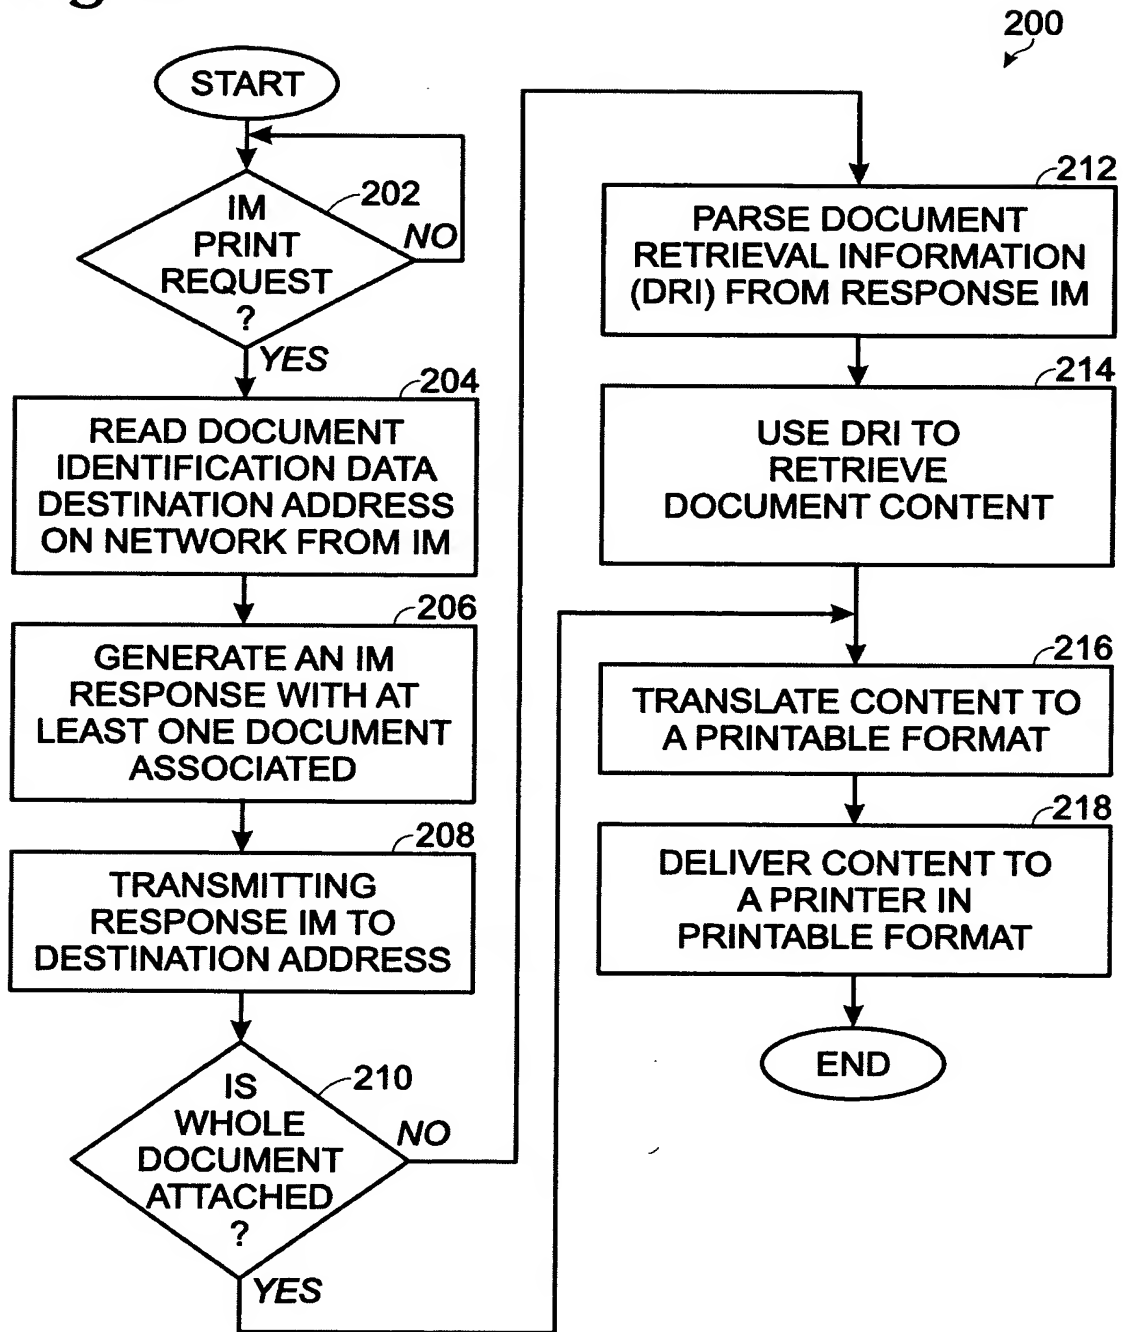 200
START
202
IM
PRINT
REQUEST
?
NO
YES
204
READ DOCUMENT
IDENTIFICATION DATA
DESTINATION ADDRESS
ON NETWORK FROM IM
206
GENERATE AN IM
RESPONSE WITH AT
LEAST ONE DOCUMENT
ASSOCIATED
208
TRANSMITTING
RESPONSE IM TO
DESTINATION ADDRESS
210
IS
WHOLE
DOCUMENT
ATTACHED
?
NO
YES
212
PARSE DOCUMENT
RETRIEVAL INFORMATION
(DRI) FROM RESPONSE IM
214
USE DRI TO
RETRIEVE
DOCUMENT CONTENT
216
TRANSLATE CONTENT TO
A PRINTABLE FORMAT
218
DELIVER CONTENT TO
A PRINTER IN
PRINTABLE FORMAT
END